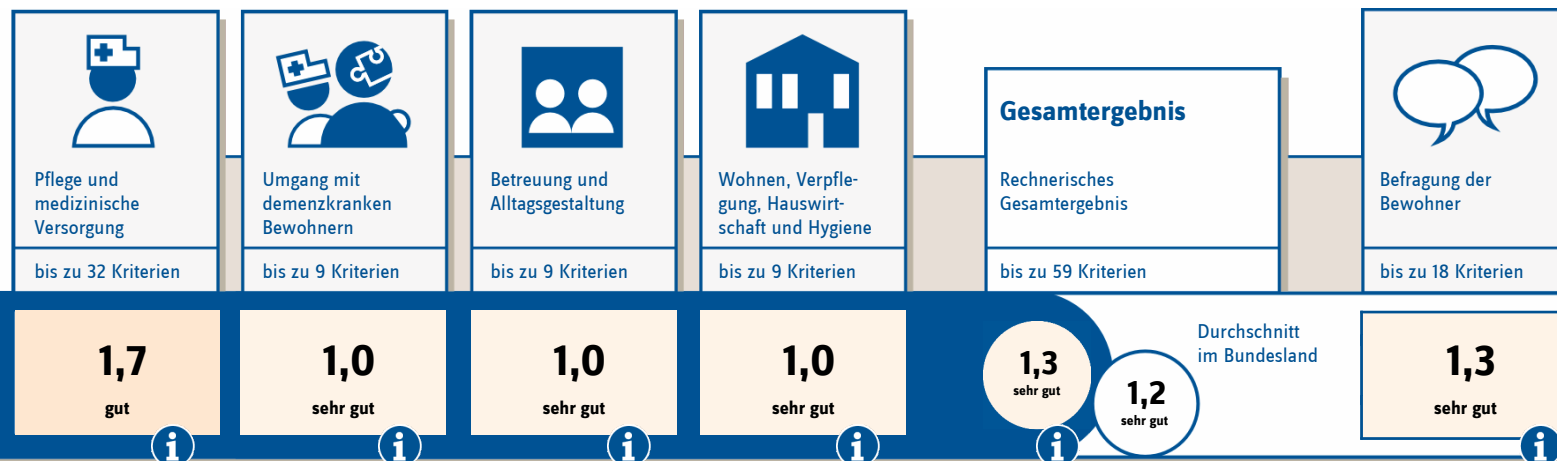 Pflege und
medizinische
Versorgung
bis zu 32 Kriterien
1,7
gut
i
Umgang mit
demenzkranken
Bewohnern
bis zu 9 Kriterien
1,0
sehr gut
i
Betreuung und
Alltagsgestaltung
bis zu 9 Kriterien
1,0
sehr gut
i
Wohnen, Verpfle-
gung, Hauswirt-
schaft und Hygiene
bis zu 9 Kriterien
1,0
sehr gut
i
Gesamtergebnis
Rechnerisches
Gesamtergebnis
bis zu 59 Kriterien
1,3
sehr gut
i
1,2
sehr gut
Durchschnitt
im Bundesland
Befragung der
Bewohner
bis zu 18 Kriterien
1,3
sehr gut
i